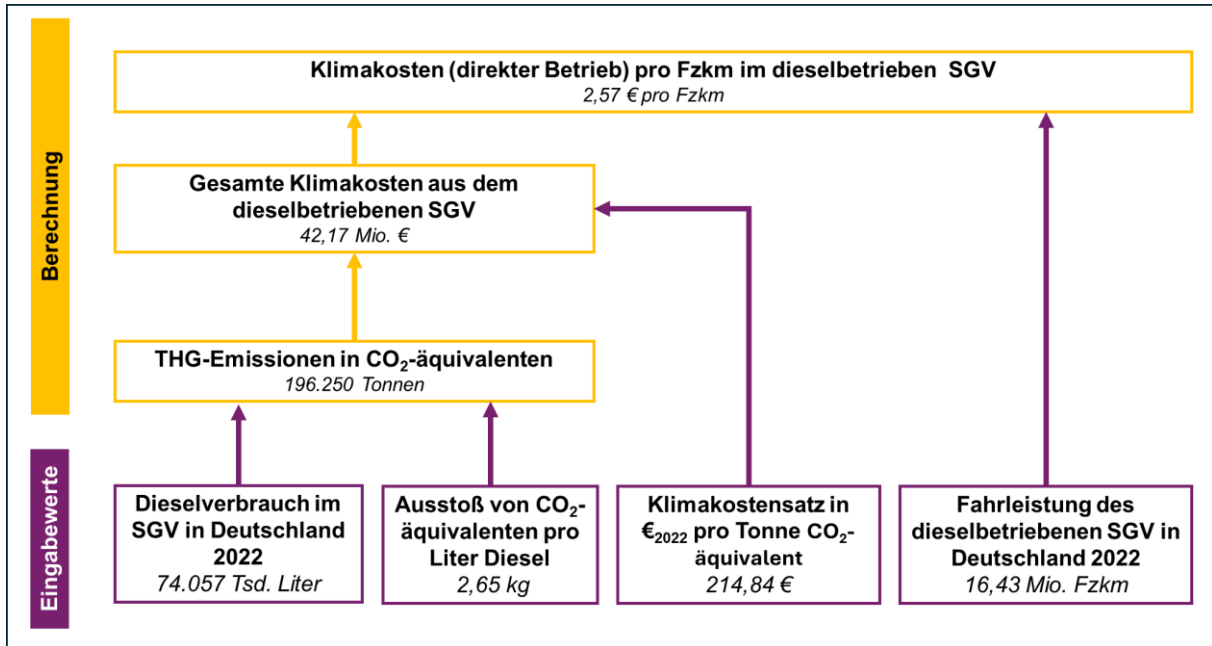 Berechnung
Klimakosten (direkter Betrieb) pro Fzkm im dieselbetrieben SGV
2,57 € pro Fzkm
Gesamte Klimakosten aus dem
dieselbetriebenen SGV
42,17 Mio. €
THG-Emissionen in CO₂-äquivalenten
196.250 Tonnen
Eingabewerte
Dieselverbrauch im
SGV in Deutschland
2022
74.057 Tsd. Liter
Ausstoß von CO₂-
äquivalenten pro
Liter Diesel
2,65 kg
Klimakostensatz in
€₂₀₂₂ pro Tonne CO₂-
äquivalent
214,84 €
Fahrleistung des
dieselbetriebenen SGV in
Deutschland 2022
16,43 Mio. Fzkm